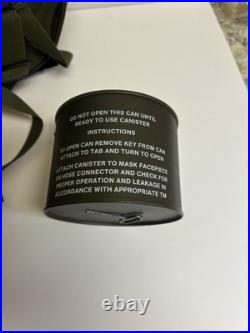 DO NOT OPEN THIS CAN UNTIL
READY TO USE CANISTER
INSTRUCTIONS
TO OPEN CAN REMOVE KEY FROM CAN
ATTACH TO TAB AND TURN TO OPEN
ATTACH CANISTER TO MASK FACEPIECE
OR HOSE CONNECTOR AND CHECK FOR
PROPER OPERATION AND LEAKAGE IN
ACCORDANCE WITH APPROPRIATE TM
© ebay